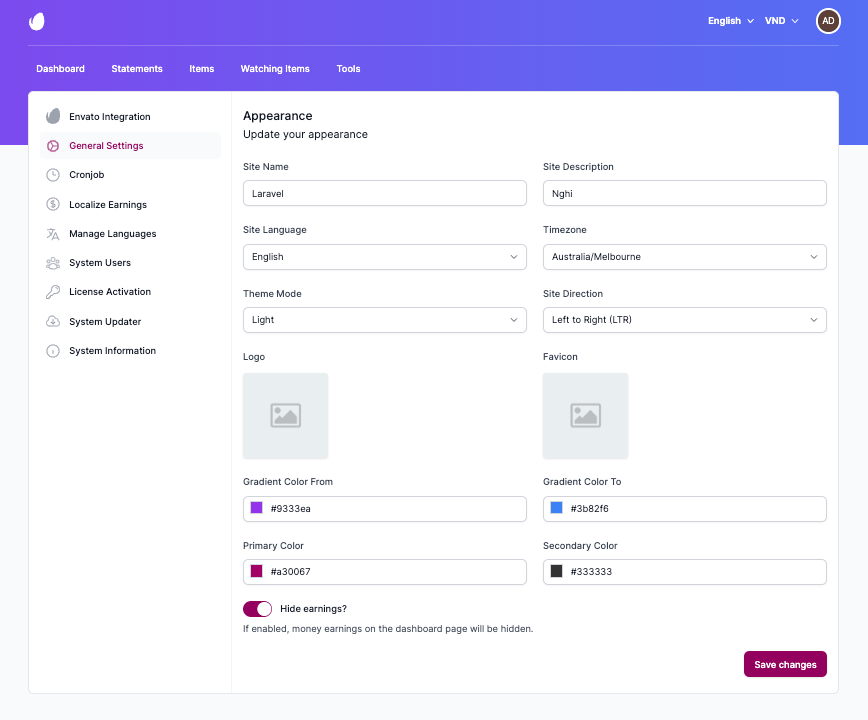 English VND AD
Dashboard Statements Items Watching Items Tools
Envato Integration
General Settings
Cronjob
Localize Earnings
Manage Languages
System Users
License Activation
System Updater
System Information
Appearance
Update your appearance
Site Name Site Description
Laravel Nghi
Site Language Timezone
English Australia/Melbourne
Theme Mode Site Direction
Light Left to Right (LTR)
Logo Favicon
Gradient Color From Gradient Color To
#9333ea #3b82f6
Primary Color Secondary Color
#a30067 #333333
Hide earnings?
If enabled, money earnings on the dashboard page will be hidden.
Save changes